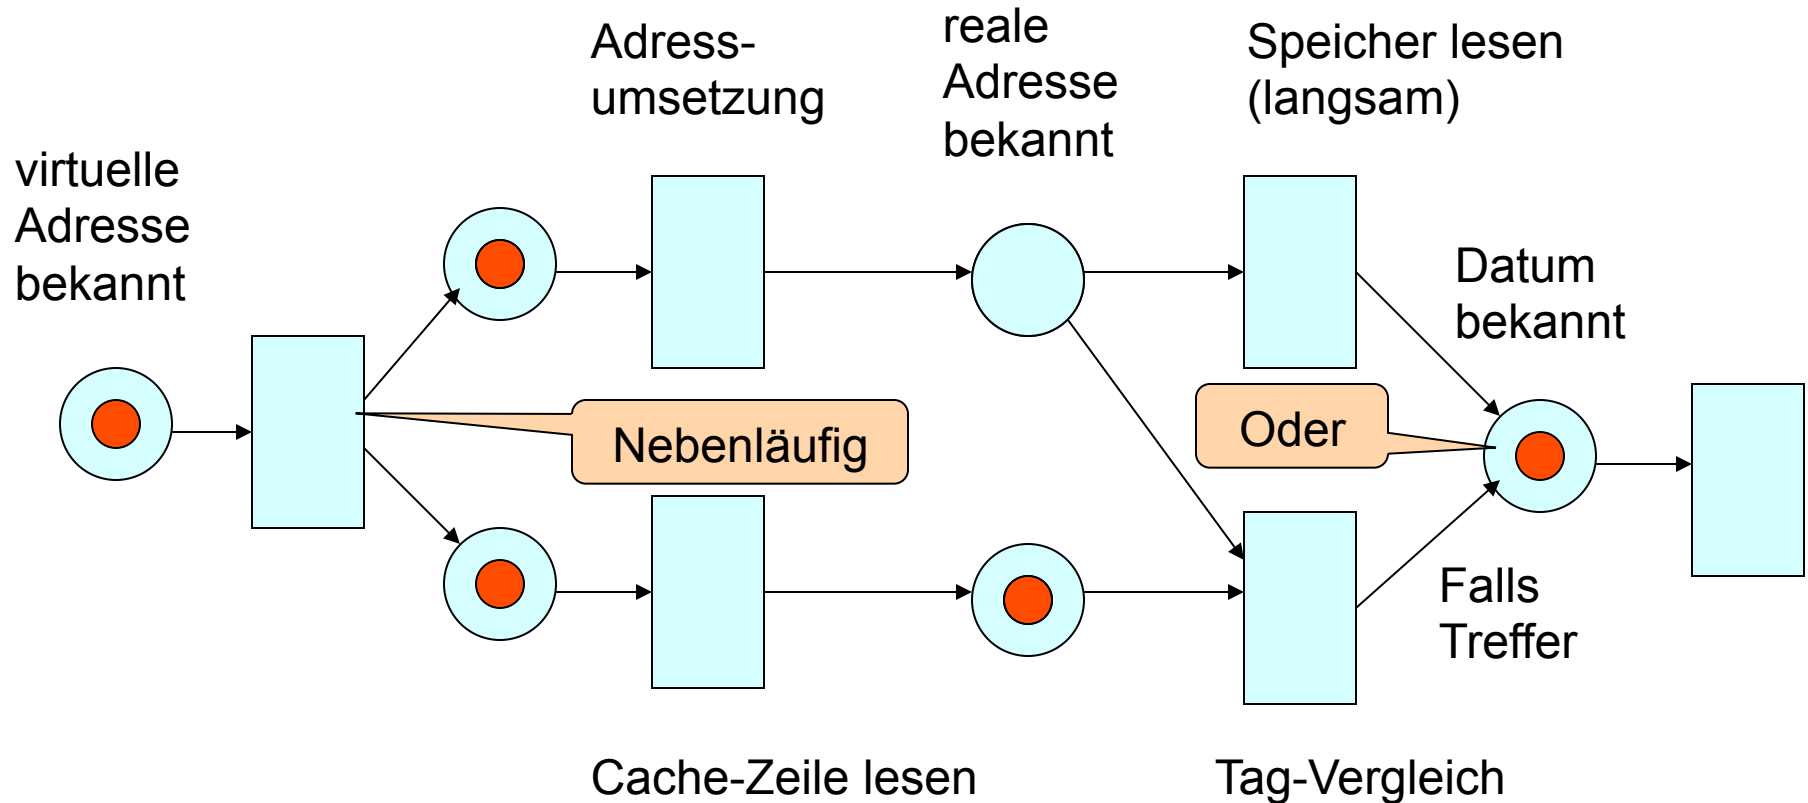 virtuelle
Adresse
bekannt
Adress-
umsetzung
reale
Adresse
bekannt
Speicher lesen
(langsam)
Datum
bekannt
Nebenläufig
Oder
Falls
Treffer
Cache-Zeile lesen
Tag-Vergleich